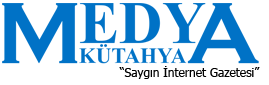 MEDYA
KÜTAHYA
“Saygın İnternet Gazetesi”